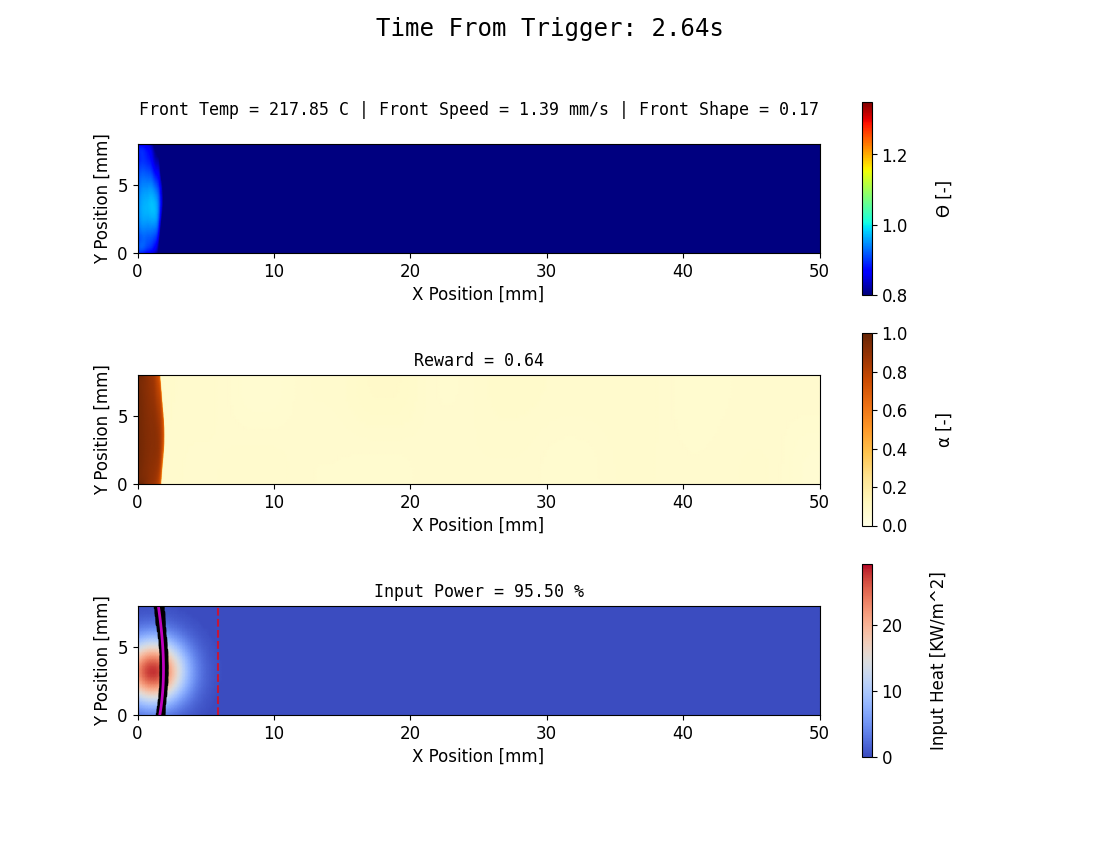 Time From Trigger: 2.64s
Front Temp = 217.85 C | Front Speed = 1.39 mm/s | Front Shape = 0.17
Y Position [mm]
5
0
0 10 20 30 40 50
X Position [mm]
1.2
1.0
0.8
Θ [-]
Reward = 0.64
Y Position [mm]
5
0
0 10 20 30 40 50
X Position [mm]
1.0
0.8
0.6
0.4
0.2
0.0
α [-]
Input Power = 95.50 %
Y Position [mm]
5
0
0 10 20 30 40 50
X Position [mm]
20
10
0
Input Heat [KW/m^2]